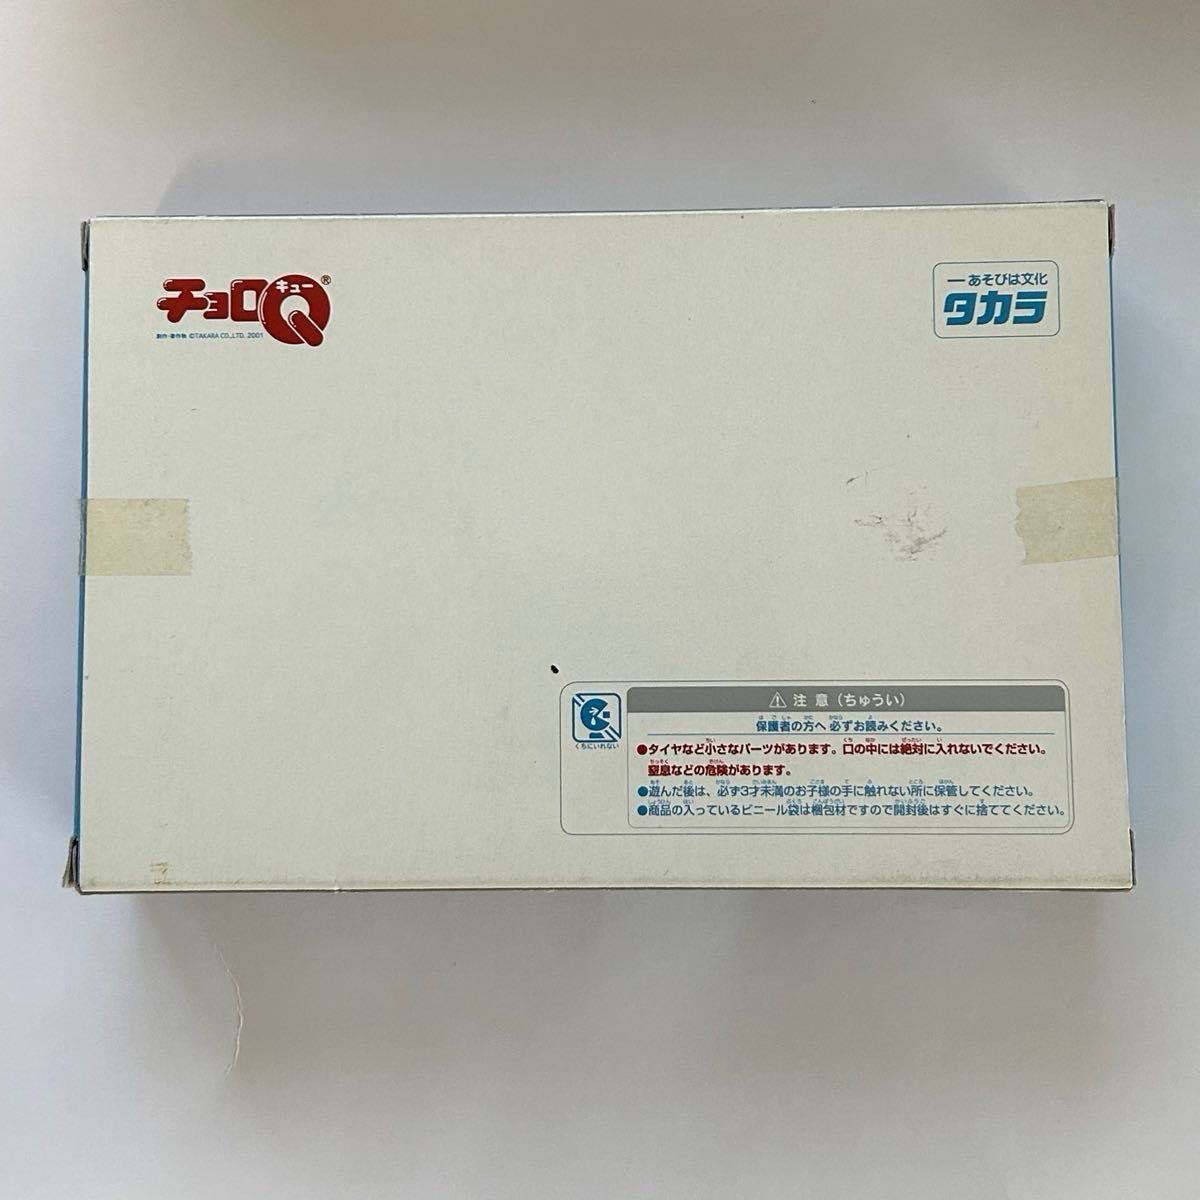 チョロQ®
キュー
創作・著作物 ©TAKARA CO.,LTD. 2001
ーあそびは文化
タカラ
くちにいれない
⚠ 注 意（ちゅうい）
保護者の方へ 必ずお読みください。
●タイヤなど小さなパーツがあります。口の中には絶対に入れないでください。
窒息などの危険があります。
●遊んだ後は、必ず3才未満のお子様の手に触れない所に保管してください。
●商品の入っているビニール袋は梱包材ですので開封後はすぐに捨ててください。